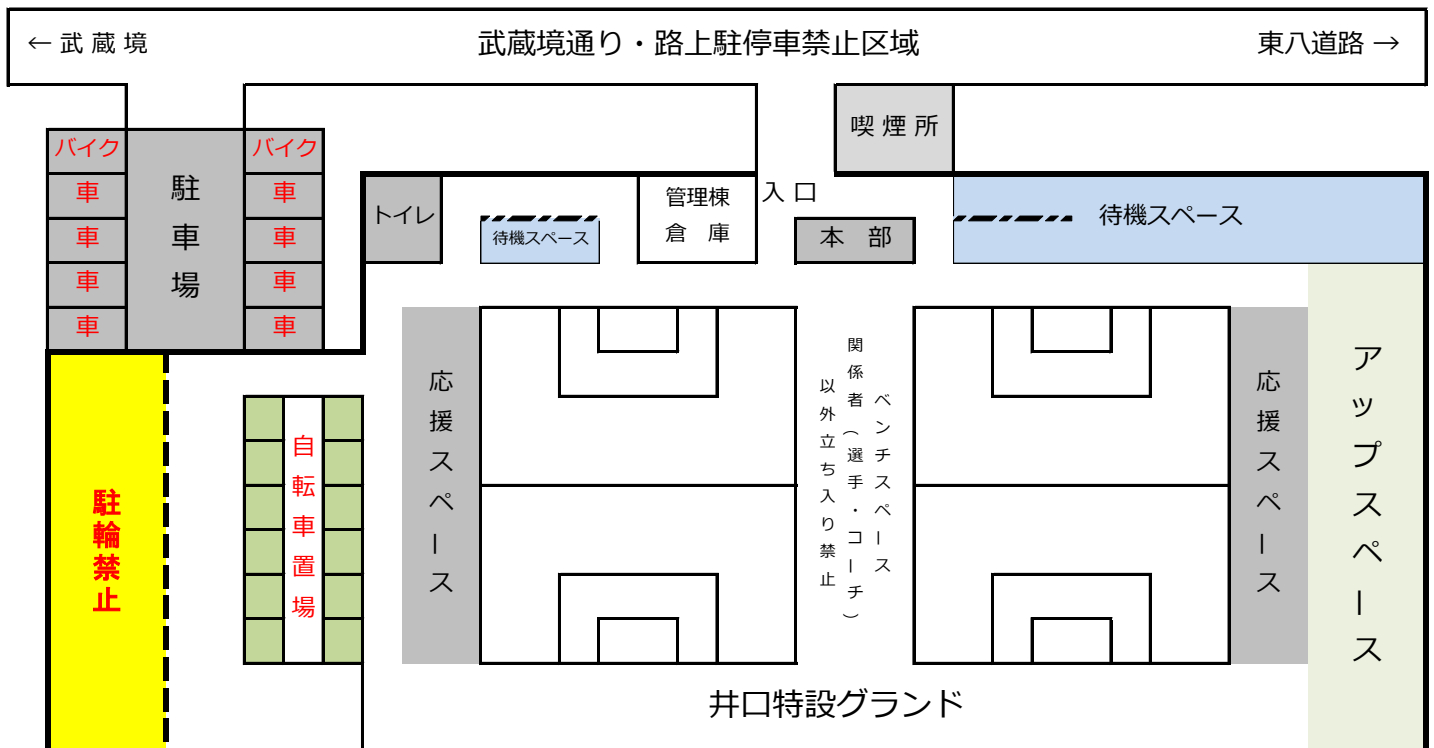 ← 武 蔵 境
武蔵境通り・路上駐停車禁止区域
東八道路 →
喫 煙 所
バイク
車
車
車
車
駐車場
バイク
車
車
車
車
トイレ
待機スペース
管理棟
倉　庫
入 口
本　部
待機スペース
駐輪禁止
自転車置場
応援スペース
ベンチスペース
関係者（選手・コーチ）
以外立ち入り禁止
応援スペース
アップスペース
井口特設グランド